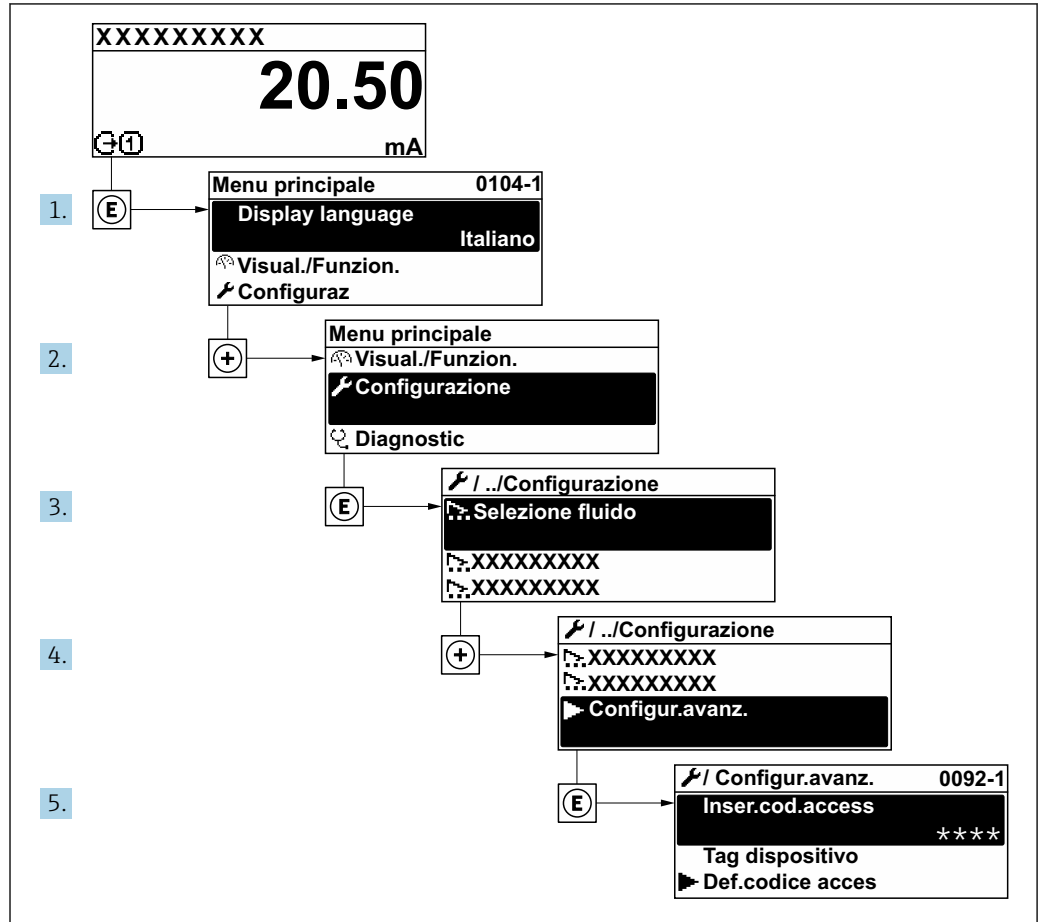 XXXXXXXXX
20.50
mA
1.
E
Menu principale 0104-1
Display language
Italiano
Visual./Funzion.
Configuraz
2.
+
Menu principale
Visual./Funzion.
Configurazione
Diagnostic
3.
E
/ ../Configurazione
Selezione fluido
XXXXXXXXX
XXXXXXXXX
4.
+
/ ../Configurazione
XXXXXXXXX
XXXXXXXXX
Configur.avanz.
5.
E
/ Configur.avanz. 0092-1
Inser.cod.access
****
Tag dispositivo
Def.codice acces